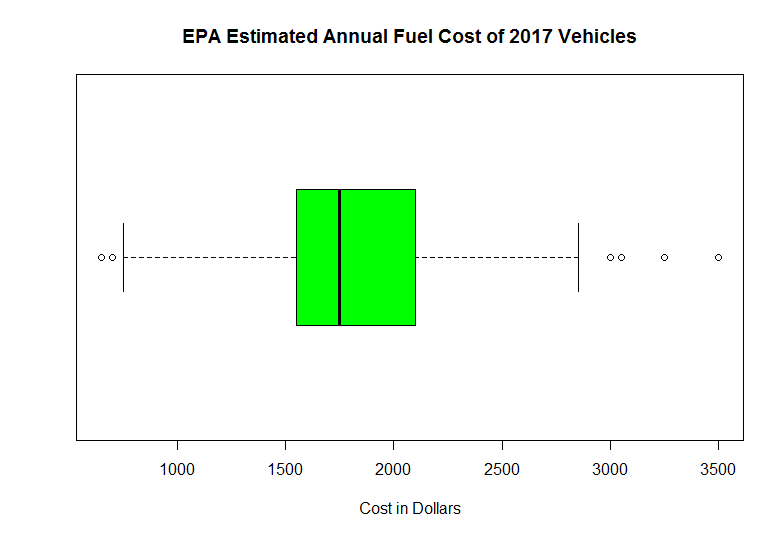 EPA Estimated Annual Fuel Cost of 2017 Vehicles
1000 1500 2000 2500 3000 3500
Cost in Dollars